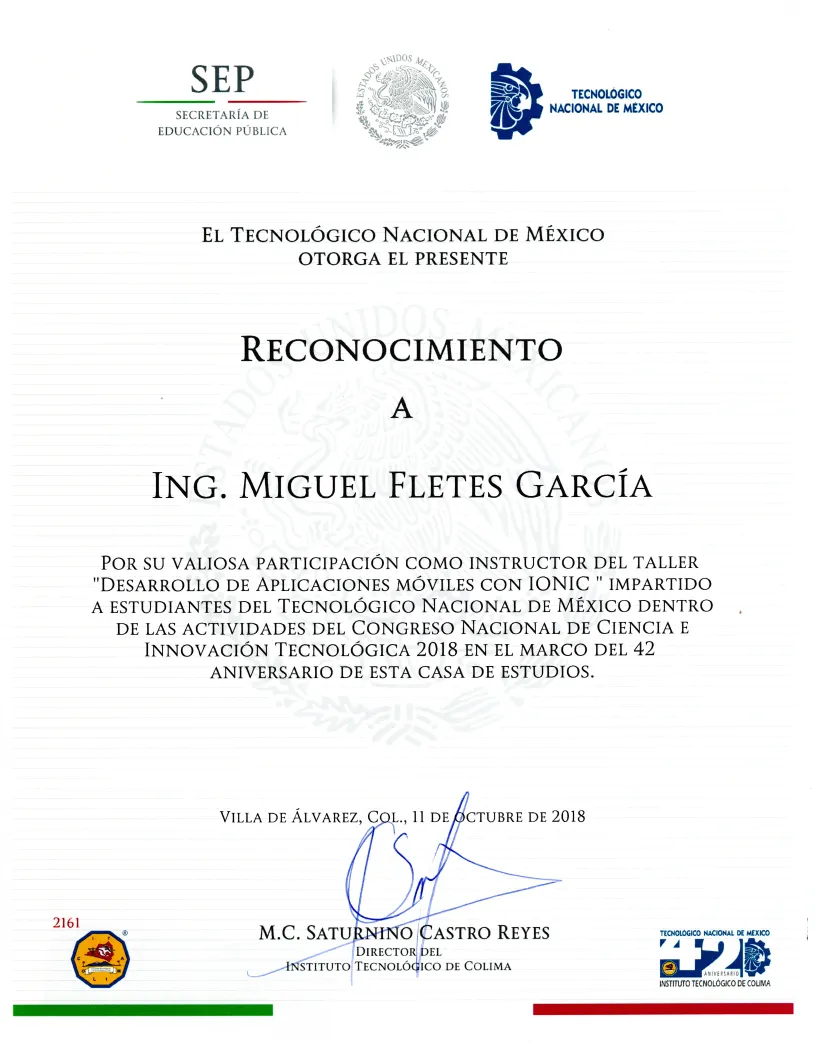 SEP
SECRETARÍA DE
EDUCACIÓN PÚBLICA
ESTADOS UNIDOS MEXICANOS
TECNOLÓGICO
NACIONAL DE MÉXICO
EL TECNOLÓGICO NACIONAL DE MÉXICO
OTORGA EL PRESENTE
RECONOCIMIENTO
A
ING. MIGUEL FLETES GARCÍA
POR SU VALIOSA PARTICIPACIÓN COMO INSTRUCTOR DEL TALLER
"DESARROLLO DE APLICACIONES MÓVILES CON IONIC " IMPARTIDO
A ESTUDIANTES DEL TECNOLÓGICO NACIONAL DE MÉXICO DENTRO
DE LAS ACTIVIDADES DEL CONGRESO NACIONAL DE CIENCIA E
INNOVACIÓN TECNOLÓGICA 2018 EN EL MARCO DEL 42
ANIVERSARIO DE ESTA CASA DE ESTUDIOS.
VILLA DE ÁLVAREZ, COL., 11 DE OCTUBRE DE 2018
M.C. SATURNINO CASTRO REYES
DIRECTOR DEL
INSTITUTO TECNOLÓGICO DE COLIMA
2161
®
TECNOLOGICO NACIONAL DE MEXICO
42
ANIVERSARIO
INSTITUTO TECNOLÓGICO DE COLIMA